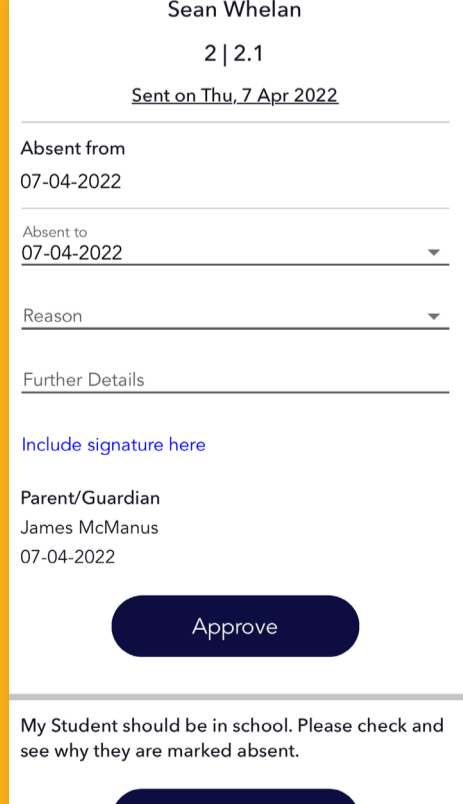 Sean Whelan
2 | 2.1
Sent on Thu, 7 Apr 2022
Absent from
07-04-2022
Absent to
07-04-2022
Reason
Further Details
Include signature here
Parent/Guardian
James McManus
07-04-2022
Approve
My Student should be in school. Please check and
see why they are marked absent.